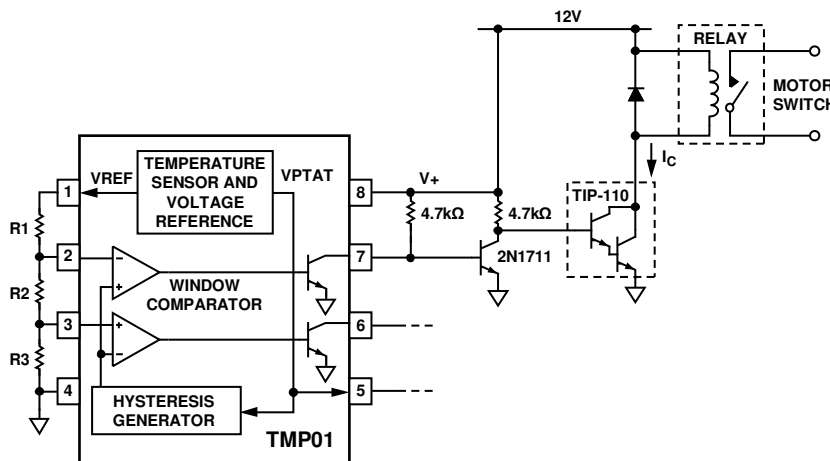 12V
RELAY
MOTOR
SWITCH
IC
TEMPERATURE
SENSOR AND
VOLTAGE
REFERENCE
VREF
VPTAT
1
8
V+
R1
4.7kΩ
4.7kΩ
TIP-110
2
7
2N1711
WINDOW
COMPARATOR
R2
3
6
R3
4
5
HYSTERESIS
GENERATOR
TMP01